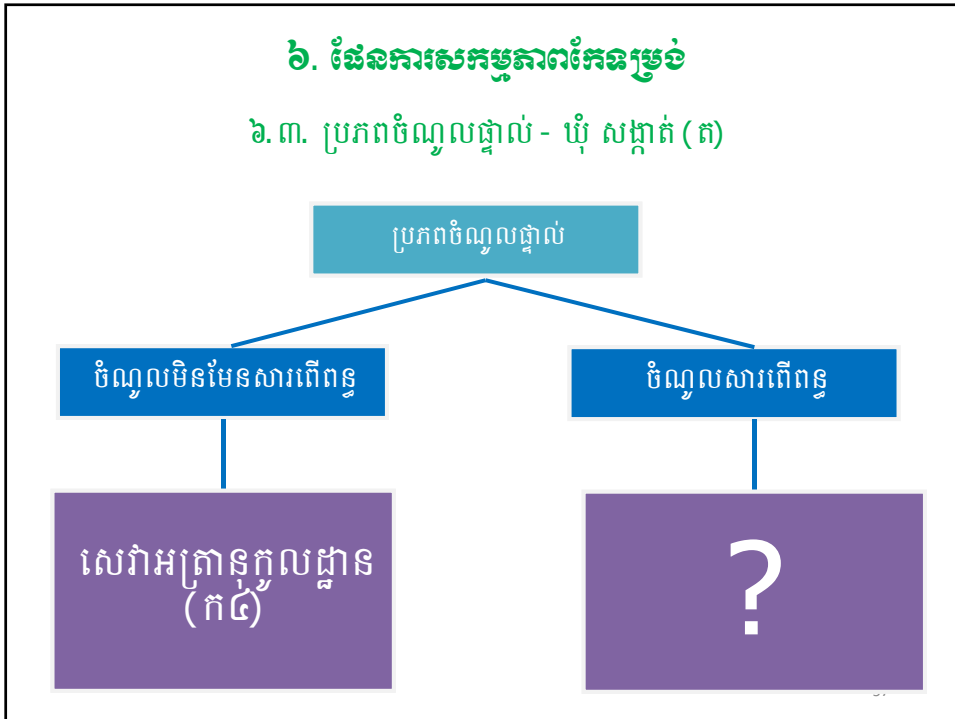 ៦. ផែនការសកម្មភាពកែទម្រង់
៦.៣. ប្រភពចំណូលផ្ទាល់ - ឃុំ សង្កាត់ (ត)
ប្រភពចំណូលផ្ទាល់
ចំណូលមិនមែនសារពើពន្ធ
ចំណូលសារពើពន្ធ
សេវាអត្រានុកូលដ្ឋាន
(ក៤)
?